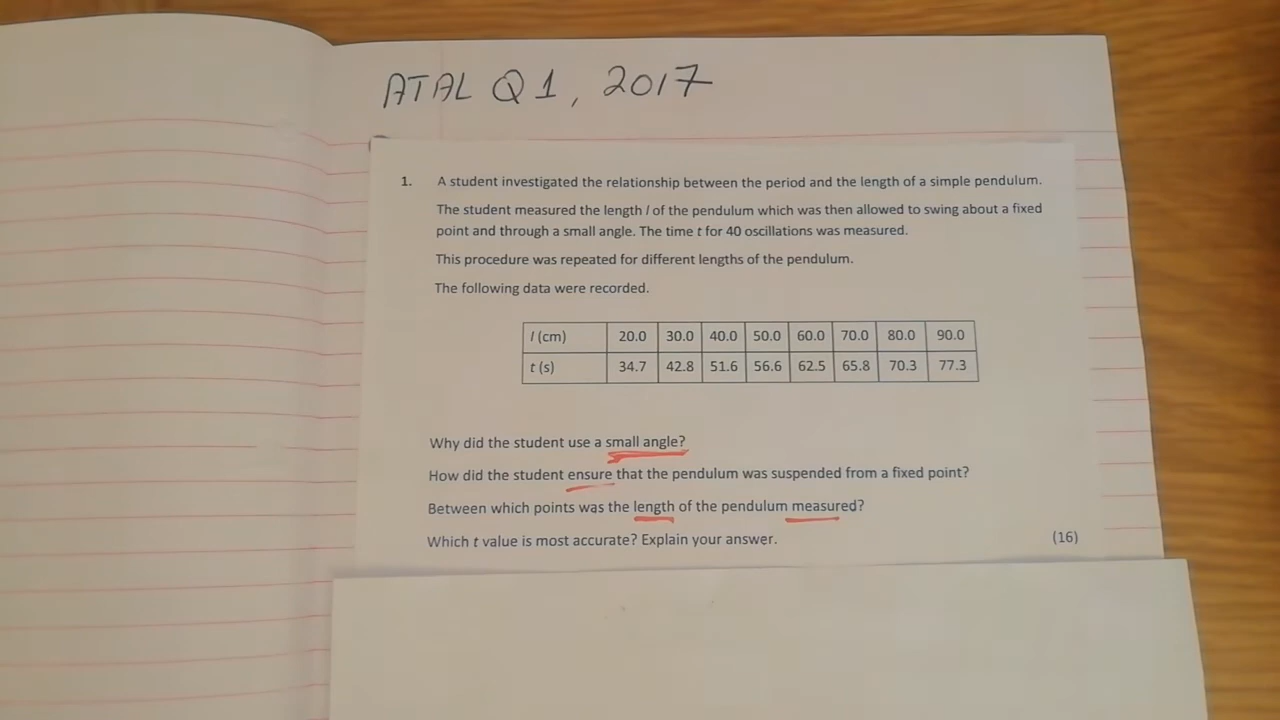 ATAL Q1, 2017
1. A student investigated the relationship between the period and the length of a simple pendulum.
The student measured the length l of the pendulum which was then allowed to swing about a fixed
point and through a small angle. The time t for 40 oscillations was measured.
This procedure was repeated for different lengths of the pendulum.
The following data were recorded.
l (cm) 20.0 30.0 40.0 50.0 60.0 70.0 80.0 90.0
t (s) 34.7 42.8 51.6 56.6 62.5 65.8 70.3 77.3
Why did the student use a small angle?
How did the student ensure that the pendulum was suspended from a fixed point?
Between which points was the length of the pendulum measured?
Which t value is most accurate? Explain your answer. (16)